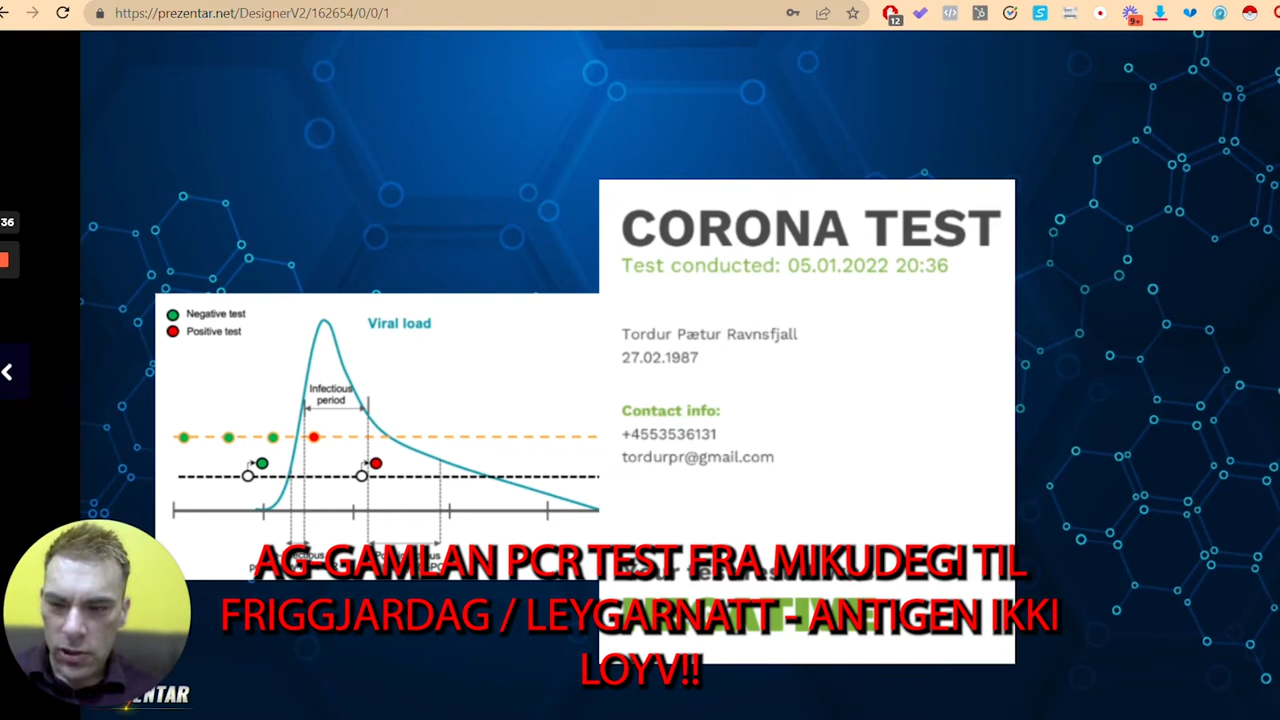 https://prezentar.net/DesignerV2/162654/0/0/1
12
9+
36
CORONA TEST
Test conducted: 05.01.2022 20:36
Tordur Pætur Ravnsfjall
27.02.1987
Contact info:
+4553536131
tordurpr@gmail.com
Negative test
Positive test
Viral load
Infectious
period
AG-GAMLAN PCR TEST FRA MIKUDEGI TIL
FRIGGJARDAG / LEYGARNATT - ANTIGEN IKKI
LOYV!!